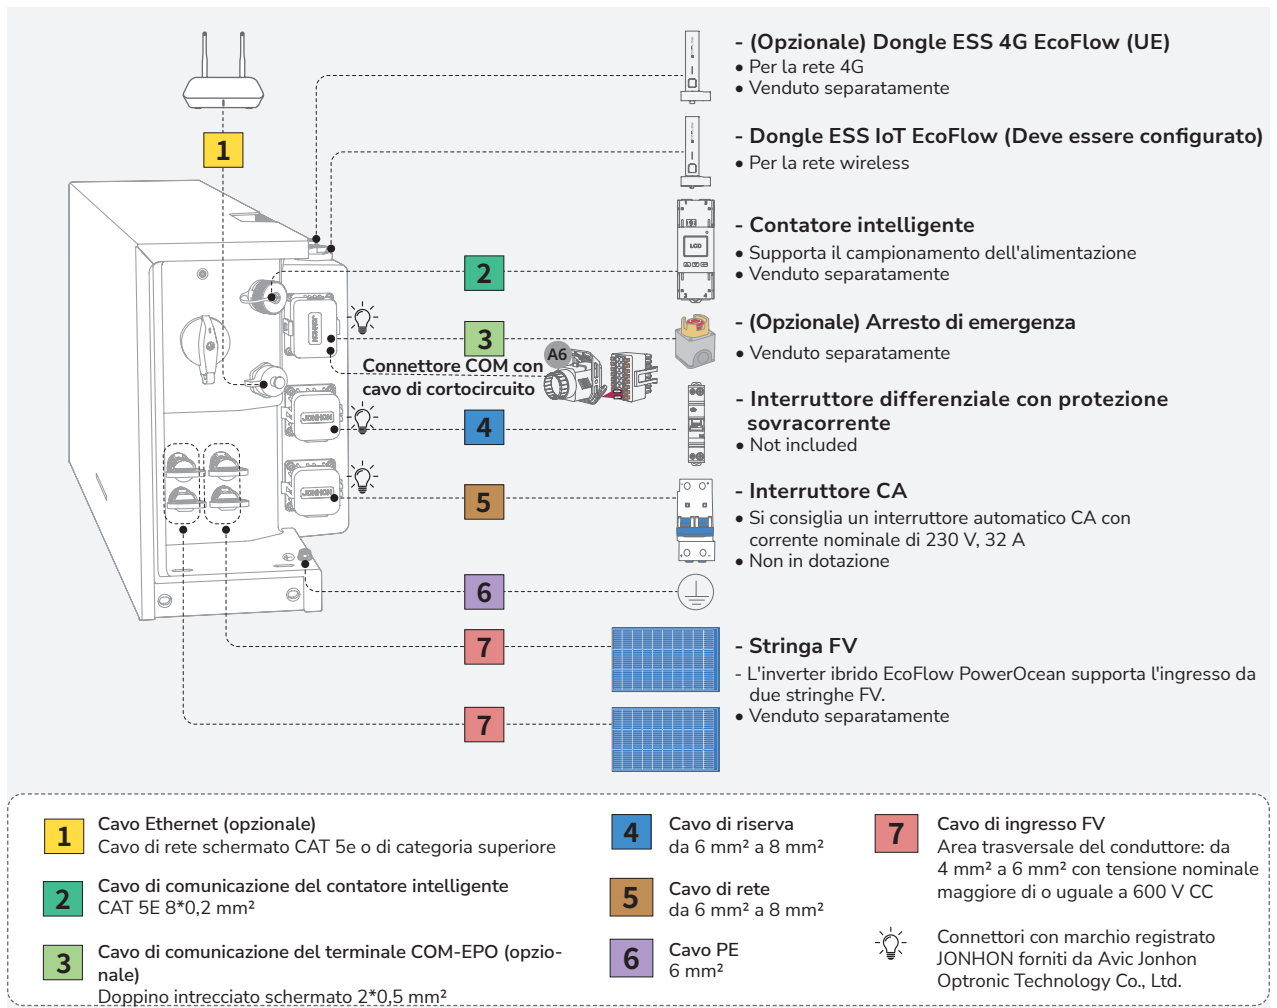 - (Opzionale) Dongle ESS 4G EcoFlow (UE)
• Per la rete 4G
• Venduto separatamente
1
- Dongle ESS IoT EcoFlow (Deve essere configurato)
• Per la rete wireless
LCD
- Contatore intelligente
• Supporta il campionamento dell'alimentazione
• Venduto separatamente
2
JONHON
3
- (Opzionale) Arresto di emergenza
• Venduto separatamente
Connettore COM con
cavo di cortocircuito
A6
JONHON
4
- Interruttore differenziale con protezione
sovracorrente
• Not included
JONHON
5
- Interruttore CA
• Si consiglia un interruttore automatico CA con
corrente nominale di 230 V, 32 A
• Non in dotazione
6
7
- Stringa FV
- L'inverter ibrido EcoFlow PowerOcean supporta l'ingresso da
due stringhe FV.
• Venduto separatamente
7
1
Cavo Ethernet (opzionale)
Cavo di rete schermato CAT 5e o di categoria superiore
2
Cavo di comunicazione del contatore intelligente
CAT 5E 8*0,2 mm²
3
Cavo di comunicazione del terminale COM-EPO (opzio-
nale)
Doppino intrecciato schermato 2*0,5 mm²
4
Cavo di riserva
da 6 mm² a 8 mm²
5
Cavo di rete
da 6 mm² a 8 mm²
6
Cavo PE
6 mm²
7
Cavo di ingresso FV
Area trasversale del conduttore: da
4 mm² a 6 mm² con tensione nominale
maggiore di o uguale a 600 V CC
Connettori con marchio registrato
JONHON forniti da Avic Jonhon
Optronic Technology Co., Ltd.